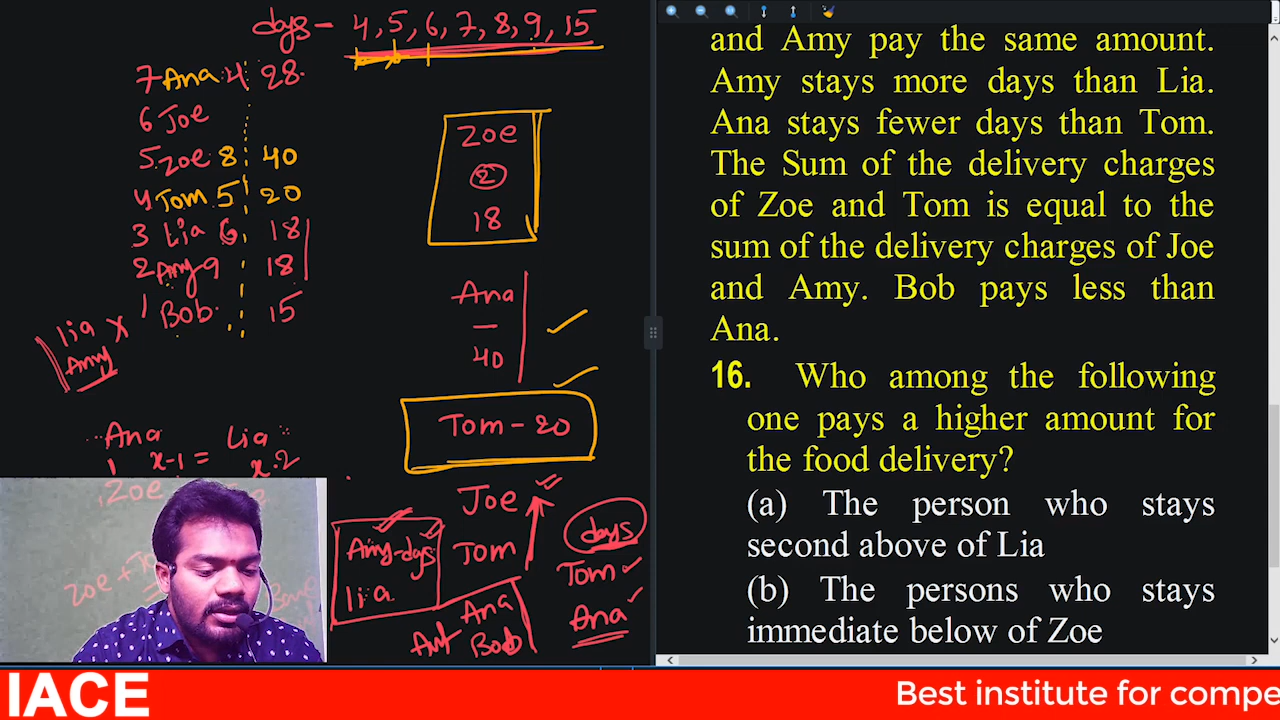 days - 4, 5, 6, 7, 8, 9, 15
7 Ana 4 28
6 Joe
5 Zoe 8 40
4 Tom 5 20
3 Lia 6 18
2 Amy 9 18
1 Bob 15
lia x
Amy
Zoe
2
18
Ana
40
Tom - 20
Ana Lia
1 x-1 = x.2
Zoe
Joe
Amy-days Tom
lia
Ana
Bob
days
Tom
Ana
and Amy pay the same amount.
Amy stays more days than Lia.
Ana stays fewer days than Tom.
The Sum of the delivery charges
of Zoe and Tom is equal to the
sum of the delivery charges of Joe
and Amy. Bob pays less than
Ana.
16. Who among the following
one pays a higher amount for
the food delivery?
(a) The person who stays
second above of Lia
(b) The persons who stays
immediate below of Zoe
IACE
Best institute for compe